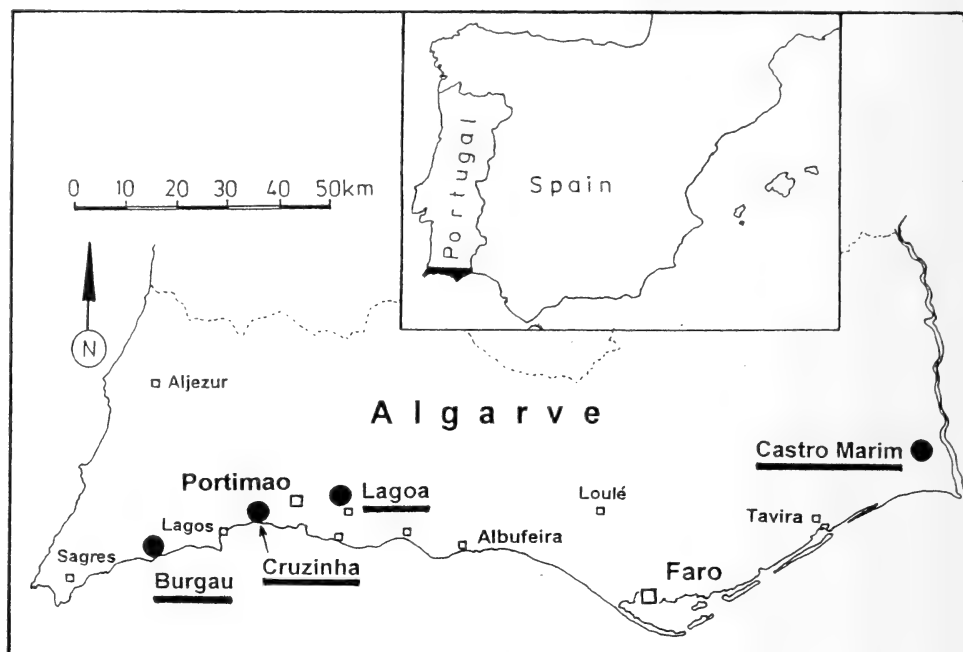 Portugal
Spain
0 10 20 30 40 50km
N
Aljezur
Algarve
Castro Marim
Portimao
Lagoa
Loulé
Lagos
Tavira
Sagres
Albufeira
Cruzinha
Burgau
Faro